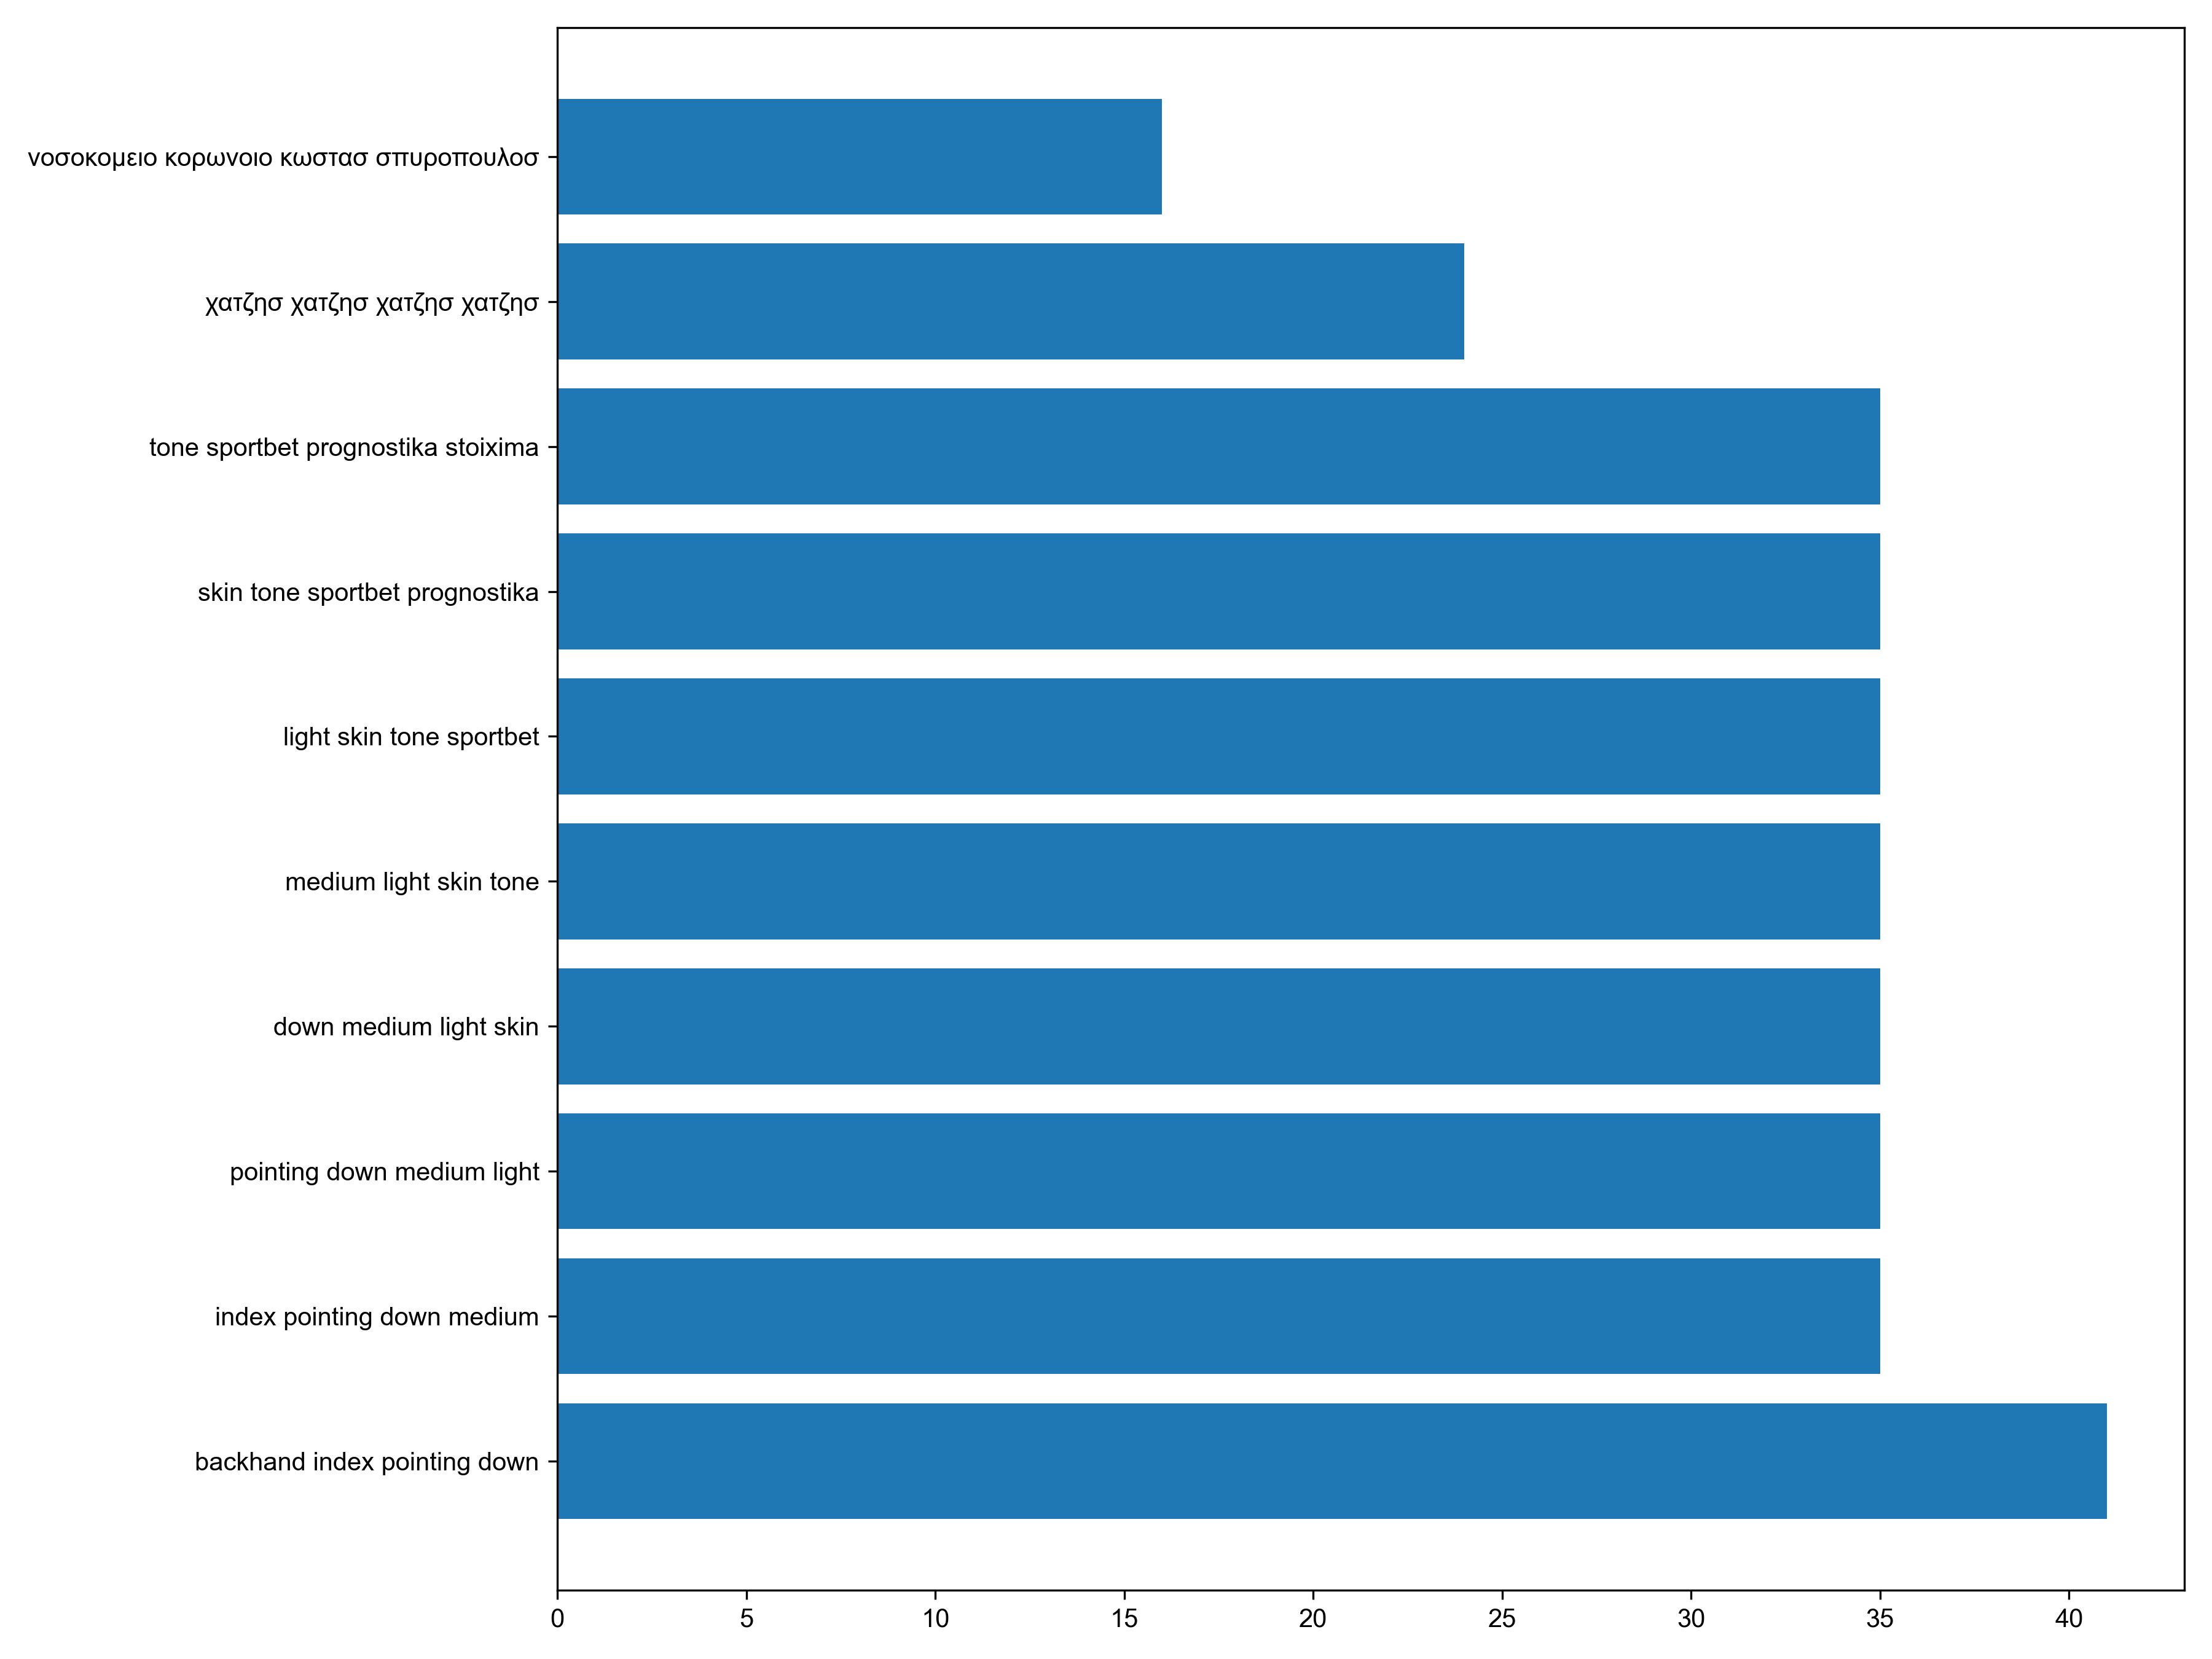 νοσοκομειο κορωνοιο κωστασ σπυροπουλοσ
χατζησ χατζησ χατζησ χατζησ
tone sportbet prognostika stoixima
skin tone sportbet prognostika
light skin tone sportbet
medium light skin tone
down medium light skin
pointing down medium light
index pointing down medium
backhand index pointing down
0 5 10 15 20 25 30 35 40